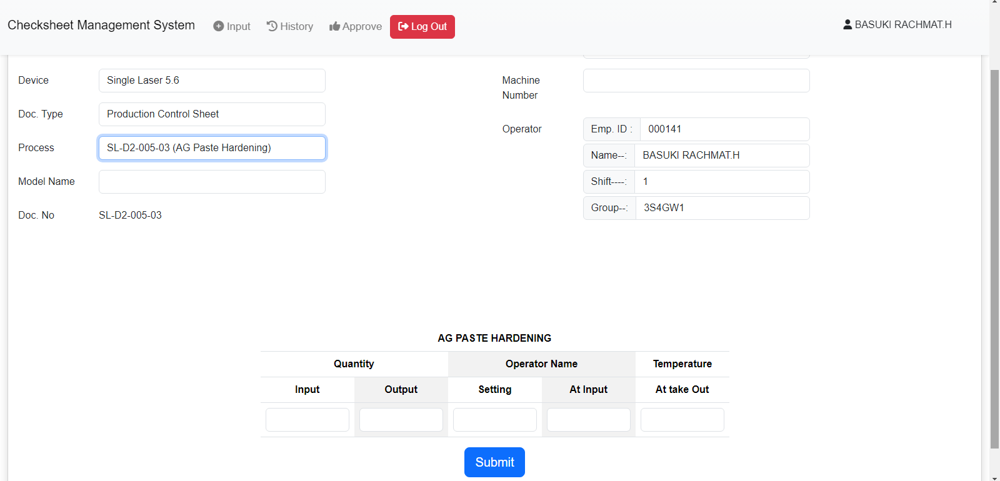 Checksheet Management System Input History Approve Log Out BASUKI RACHMAT.H
Device Single Laser 5.6
Doc. Type Production Control Sheet
Process SL-D2-005-03 (AG Paste Hardening)
Model Name
Doc. No SL-D2-005-03
Machine
Number
Operator Emp. ID : 000141
Name--: BASUKI RACHMAT.H
Shift----: 1
Group--: 3S4GW1
AG PASTE HARDENING
Quantity Operator Name Temperature
Input Output Setting At Input At take Out
Submit